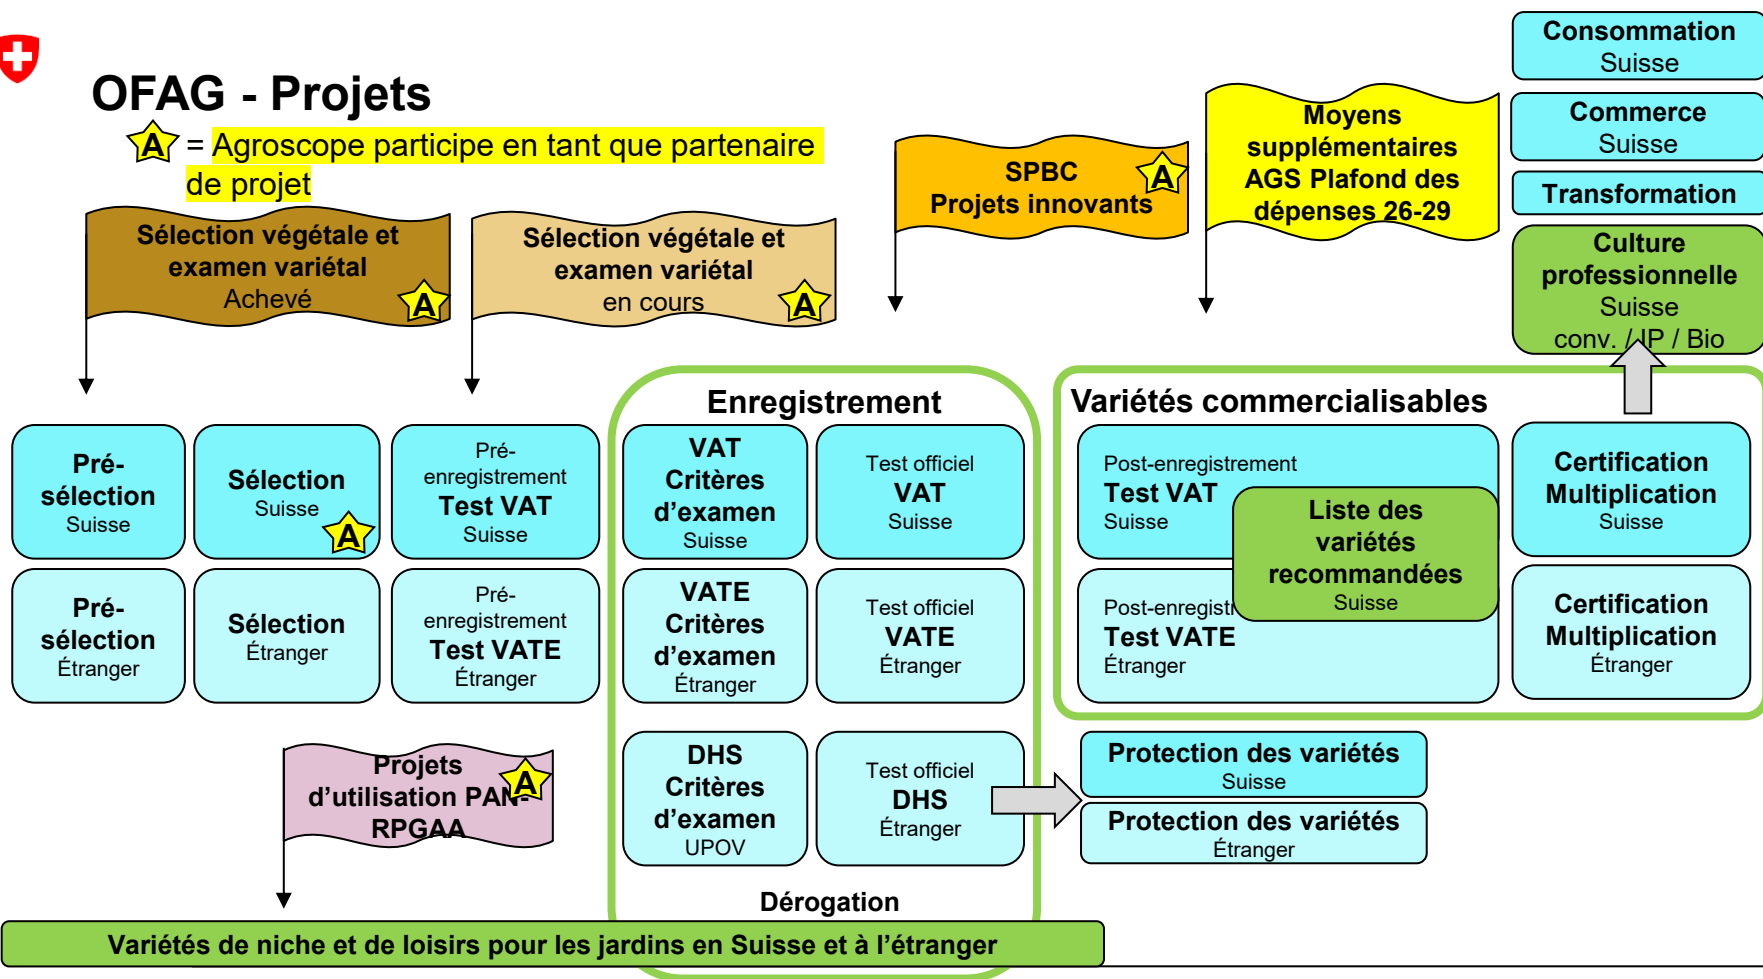 OFAG - Projets
A = Agroscope participe en tant que partenaire
de projet
Sélection végétale et
examen variétal
Achevé
A
Sélection végétale et
examen variétal
en cours
A
SPBC
Projets innovants
A
Moyens
supplémentaires
AGS Plafond des
dépenses 26-29
Consommation
Suisse
Commerce
Suisse
Transformation
Culture
professionnelle
Suisse
conv. / IP / Bio
Enregistrement
Variétés commercialisables
Pré-
sélection
Suisse
Sélection
Suisse
A
Pré-
enregistrement
Test VAT
Suisse
VAT
Critères
d’examen
Suisse
Test officiel
VAT
Suisse
Post-enregistrement
Test VAT
Suisse
Liste des
variétés
recommandées
Suisse
Certification
Multiplication
Suisse
Pré-
sélection
Étranger
Sélection
Étranger
Pré-
enregistrement
Test VATE
Étranger
VATE
Critères
d’examen
Étranger
Test officiel
VATE
Étranger
Post-enregistr
Test VATE
Étranger
Certification
Multiplication
Étranger
Projets
d’utilisation PAN-
RPGAA
A
DHS
Critères
d’examen
UPOV
Test officiel
DHS
Étranger
Protection des variétés
Suisse
Protection des variétés
Étranger
Dérogation
Variétés de niche et de loisirs pour les jardins en Suisse et à l’étranger